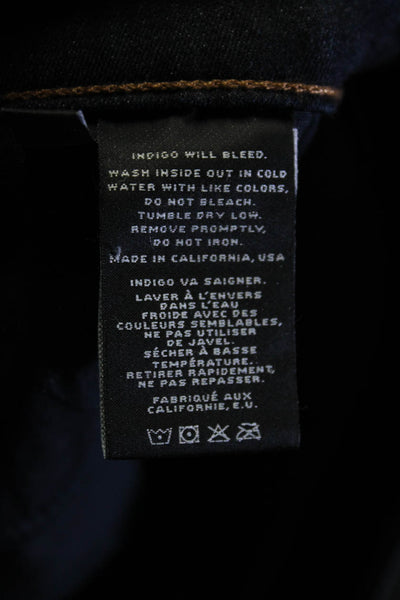 INDIGO WILL BLEED.
WASH INSIDE OUT IN COLD
WATER WITH LIKE COLORS,
DO NOT BLEACH.
TUMBLE DRY LOW.
REMOVE PROMPTLY,
DO NOT IRON.
MADE IN CALIFORNIA, USA
INDIGO VA SAIGNER.
LAVER À L'ENVERS
DANS L'EAU
FROIDE AVEC DES
COULEURS SEMBLABLES,
NE PAS UTILISER
DE JAVEL.
SÉCHER À BASSE
TEMPÉRATURE.
RETIRER RAPIDEMENT,
NE PAS REPASSER.
FABRIQUÉ AUX
CALIFORNIE, E.U.